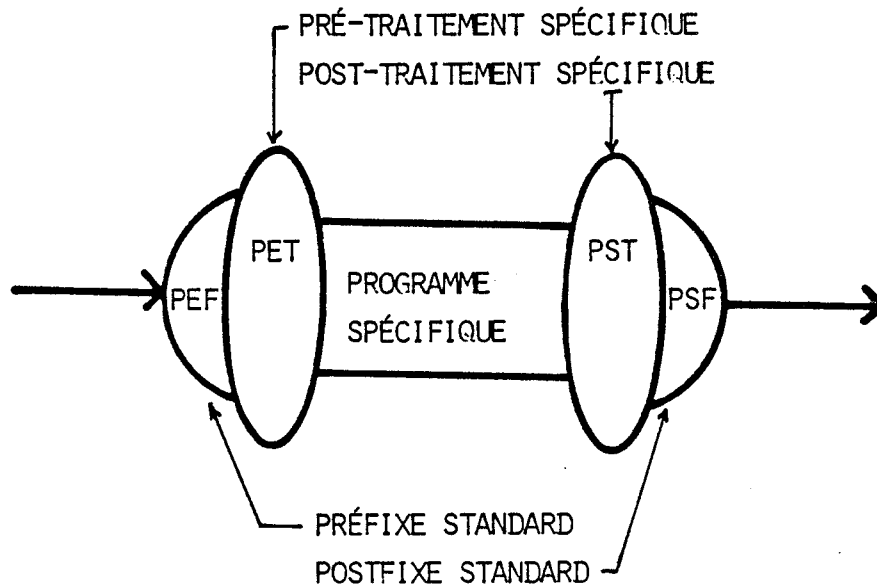 PRÉ-TRAITEMENT SPÉCIFIQUE
POST-TRAITEMENT SPÉCIFIQUE
PET
PST
PEF
PROGRAMME
SPÉCIFIQUE
PSF
PRÉFIXE STANDARD
POSTFIXE STANDARD